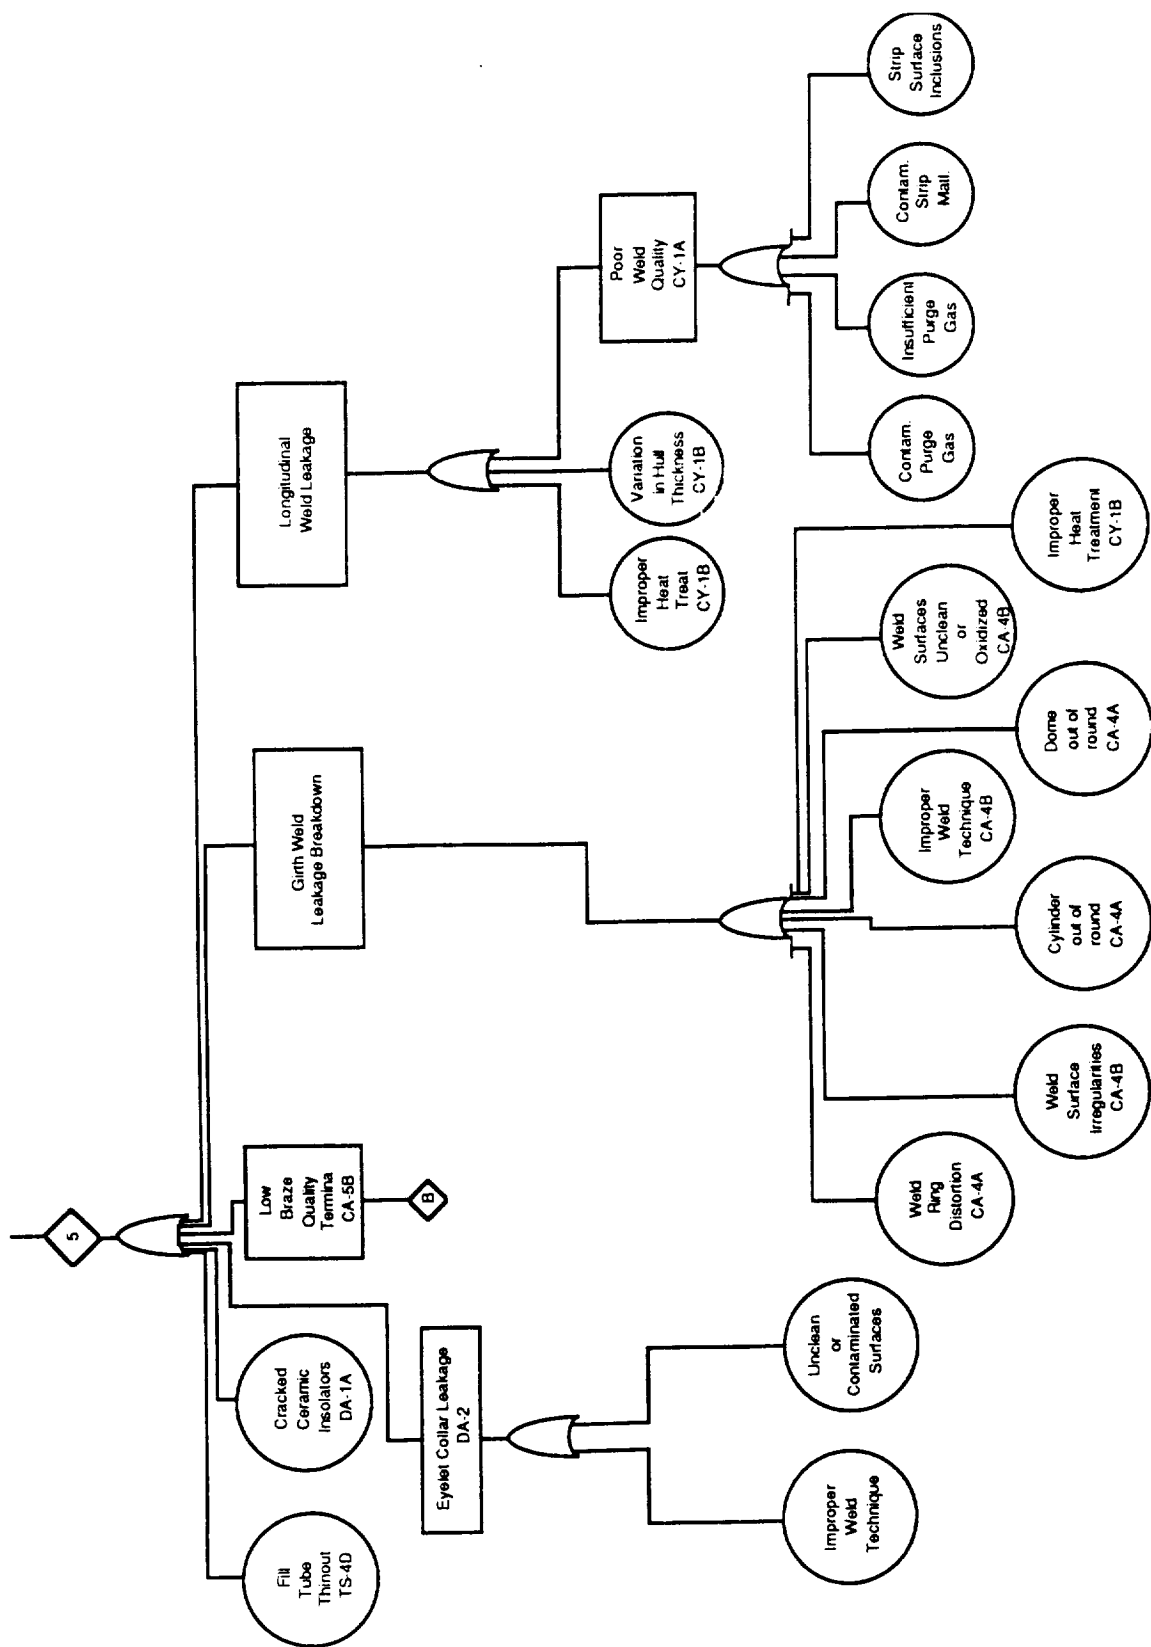 5
Fill
Tube
Thinout
TS-4D
Cracked
Ceramic
Insolators
DA-1A
Low
Braze
Quality
Termina
CA-5B
B
Girth Weld
Leakage Breakdown
Longitudinal
Weld Leakage
Eyelet Collar Leakage
DA-2
Improper
Weld
Technique
Unclean
or
Contaminated
Surfaces
Improper
Heat
Treat
CY-1B
Variation
in Hull
Thickness
CY-1B
Poor
Weld
Quality
CY-1A
Weld
Ring
Distortion
CA-4A
Weld
Surface
Irregularities
CA-4B
Cylinder
out of
round
CA-4A
Improper
Weld
Technique
CA-4B
Dome
out of
round
CA-4A
Weld
Surfaces
Unclean
or
Oxidized
CA-4B
Improper
Heat
Treatment
CY-1B
Contam.
Purge
Gas
Insufficient
Purge
Gas
Contam.
Strip
Matl.
Strip
Surface
Inclusions